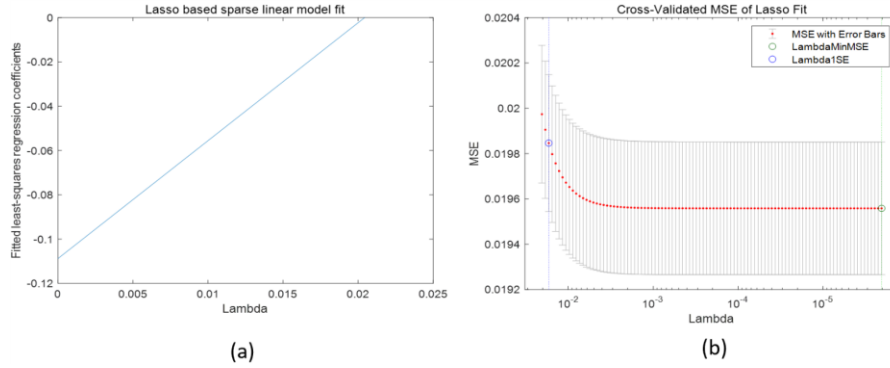 Lasso based sparse linear model fit
Fitted least-squares regression coefficients
0
-0.02
-0.04
-0.06
-0.08
-0.1
-0.12
0
0.005
0.01
0.015
0.02
0.025
Lambda
(a)
Cross-Validated MSE of Lasso Fit
MSE
0.0204
0.0202
0.02
0.0198
0.0196
0.0194
0.0192
MSE with Error Bars
LambdaMinMSE
Lambda1SE
10⁻²
10⁻³
10⁻⁴
10⁻⁵
Lambda
(b)